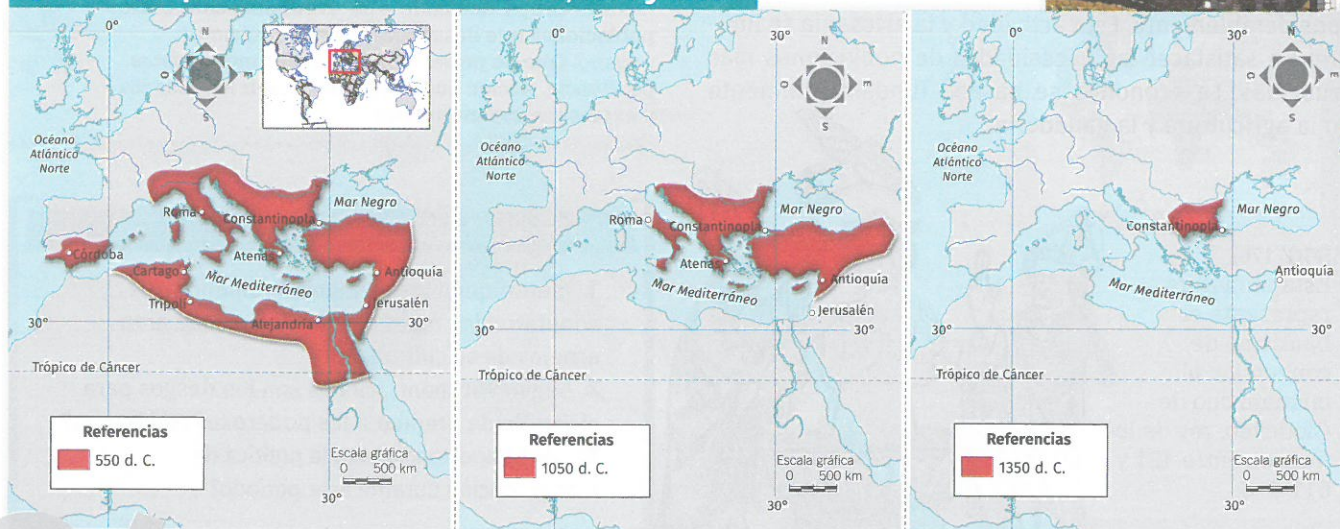 0°
N
E
S
O
Océano
Atlántico
Norte
Mar Negro
Roma
Constantinopla
Córdoba
Atenas
Cartago
Mar Mediterráneo
Antioquía
Trípoli
Jerusalén
Alejandría
30°
30°
Trópico de Cáncer
Referencias
550 d. C.
Escala gráfica
0 500 km
30°
0°
30°
N
E
S
O
Océano
Atlántico
Norte
Mar Negro
Roma
Constantinopla
Atenas
Antioquía
Mar Mediterráneo
Jerusalén
30°
30°
Trópico de Cáncer
Referencias
1050 d. C.
Escala gráfica
0 500 km
30°
0°
30°
N
E
S
O
Océano
Atlántico
Norte
Mar Negro
Constantinopla
Antioquía
Mar Mediterráneo
30°
30°
Trópico de Cáncer
Referencias
1350 d. C.
Escala gráfica
0 500 km
30°